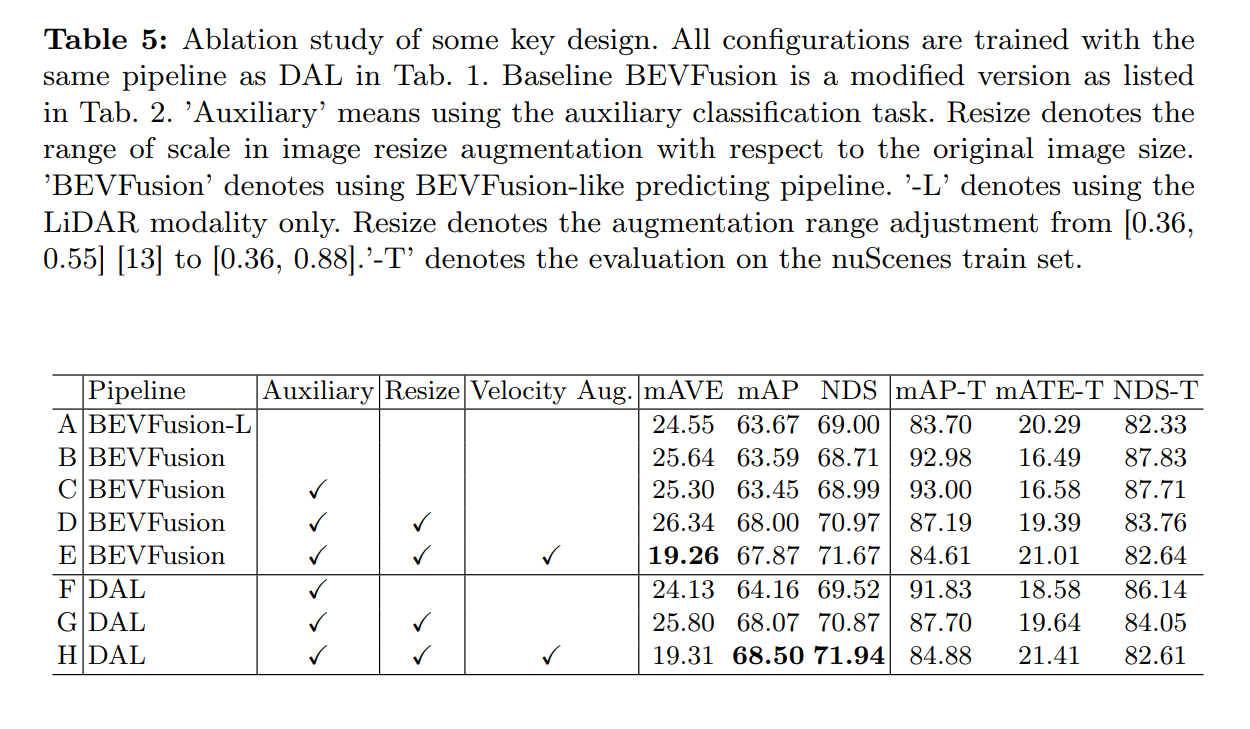 Table 5: Ablation study of some key design. All configurations are trained with the
same pipeline as DAL in Tab. 1. Baseline BEVFusion is a modified version as listed
in Tab. 2. ’Auxiliary’ means using the auxiliary classification task. Resize denotes the
range of scale in image resize augmentation with respect to the original image size.
’BEVFusion’ denotes using BEVFusion-like predicting pipeline. ’-L’ denotes using the
LiDAR modality only. Resize denotes the augmentation range adjustment from [0.36,
0.55] [13] to [0.36, 0.88].’-T’ denotes the evaluation on the nuScenes train set.
Pipeline Auxiliary Resize Velocity Aug. mAVE mAP NDS mAP-T mATE-T NDS-T
A BEVFusion-L 24.55 63.67 69.00 83.70 20.29 82.33
B BEVFusion 25.64 63.59 68.71 92.98 16.49 87.83
C BEVFusion ✓ 25.30 63.45 68.99 93.00 16.58 87.71
D BEVFusion ✓ ✓ 26.34 68.00 70.97 87.19 19.39 83.76
E BEVFusion ✓ ✓ ✓ 19.26 67.87 71.67 84.61 21.01 82.64
F DAL ✓ 24.13 64.16 69.52 91.83 18.58 86.14
G DAL ✓ ✓ 25.80 68.07 70.87 87.70 19.64 84.05
H DAL ✓ ✓ ✓ 19.31 68.50 71.94 84.88 21.41 82.61